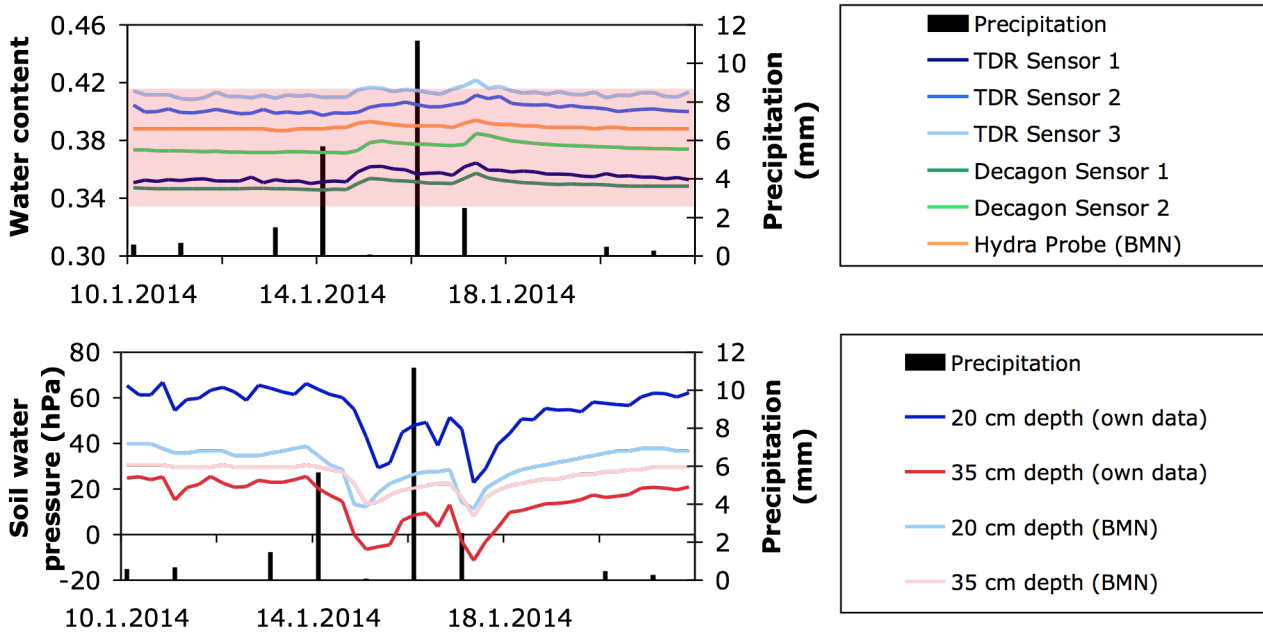 0.46
0.42
0.38
0.34
0.30
Water content
12
10
8
6
4
2
0
Precipitation
(mm)
10.1.2014
14.1.2014
18.1.2014
Precipitation
TDR Sensor 1
TDR Sensor 2
TDR Sensor 3
Decagon Sensor 1
Decagon Sensor 2
Hydra Probe (BMN)
80
60
40
20
0
-20
Soil water
pressure (hPa)
12
10
8
6
4
2
0
Precipitation
(mm)
10.1.2014
14.1.2014
18.1.2014
Precipitation
20 cm depth (own data)
35 cm depth (own data)
20 cm depth (BMN)
35 cm depth (BMN)